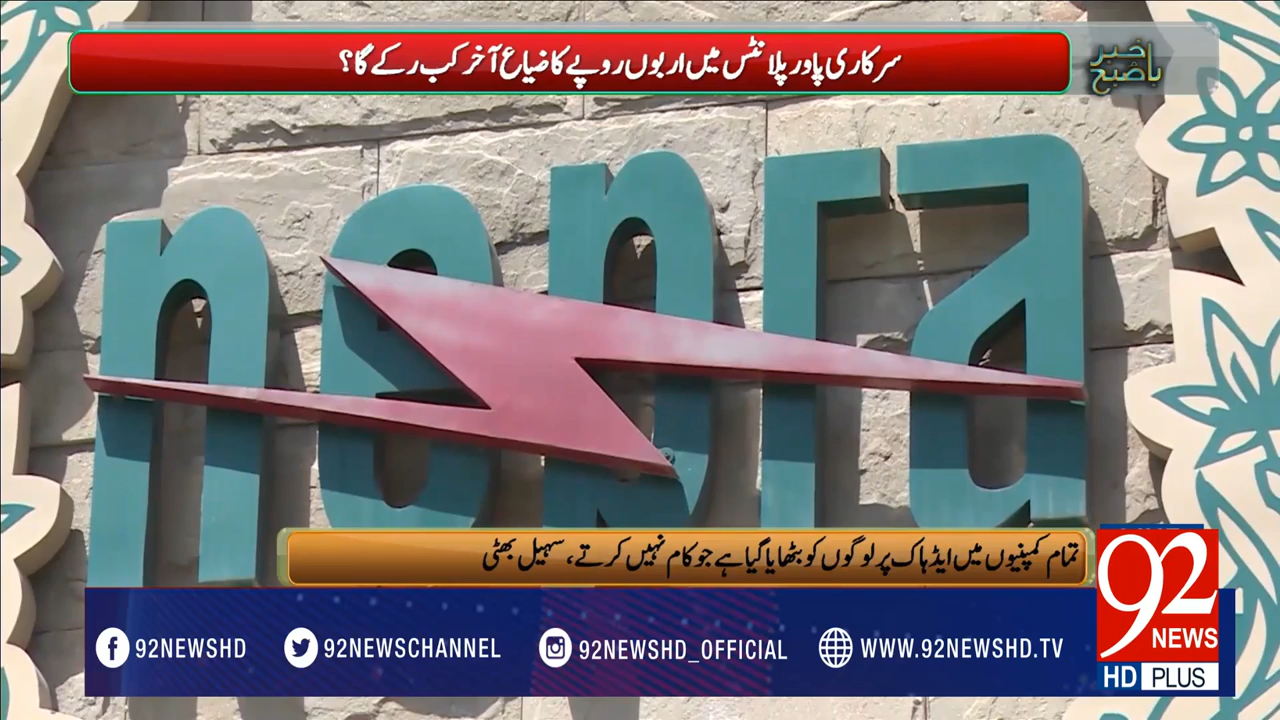 سرکاری پاور پلانٹس میں اربوں روپے کا ضیاع آخر کب رکے گا؟
باخبر صبح
nepra
تمام کمپنیوں میں ایڈہاک پر لوگوں کو بٹھایا گیا ہے جو کام نہیں کرتے، سہیل بھٹی
92
NEWS
HD PLUS
92NEWSHD
92NEWSCHANNEL
92NEWSHD_OFFICIAL
WWW.92NEWSHD.TV